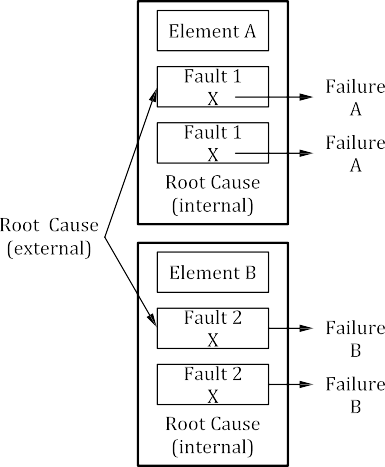 Element A
Fault 1
X
Failure
A
Fault 1
X
Failure
A
Root Cause
(internal)
Root Cause
(external)
Element B
Fault 2
X
Failure
B
Fault 2
X
Failure
B
Root Cause
(internal)